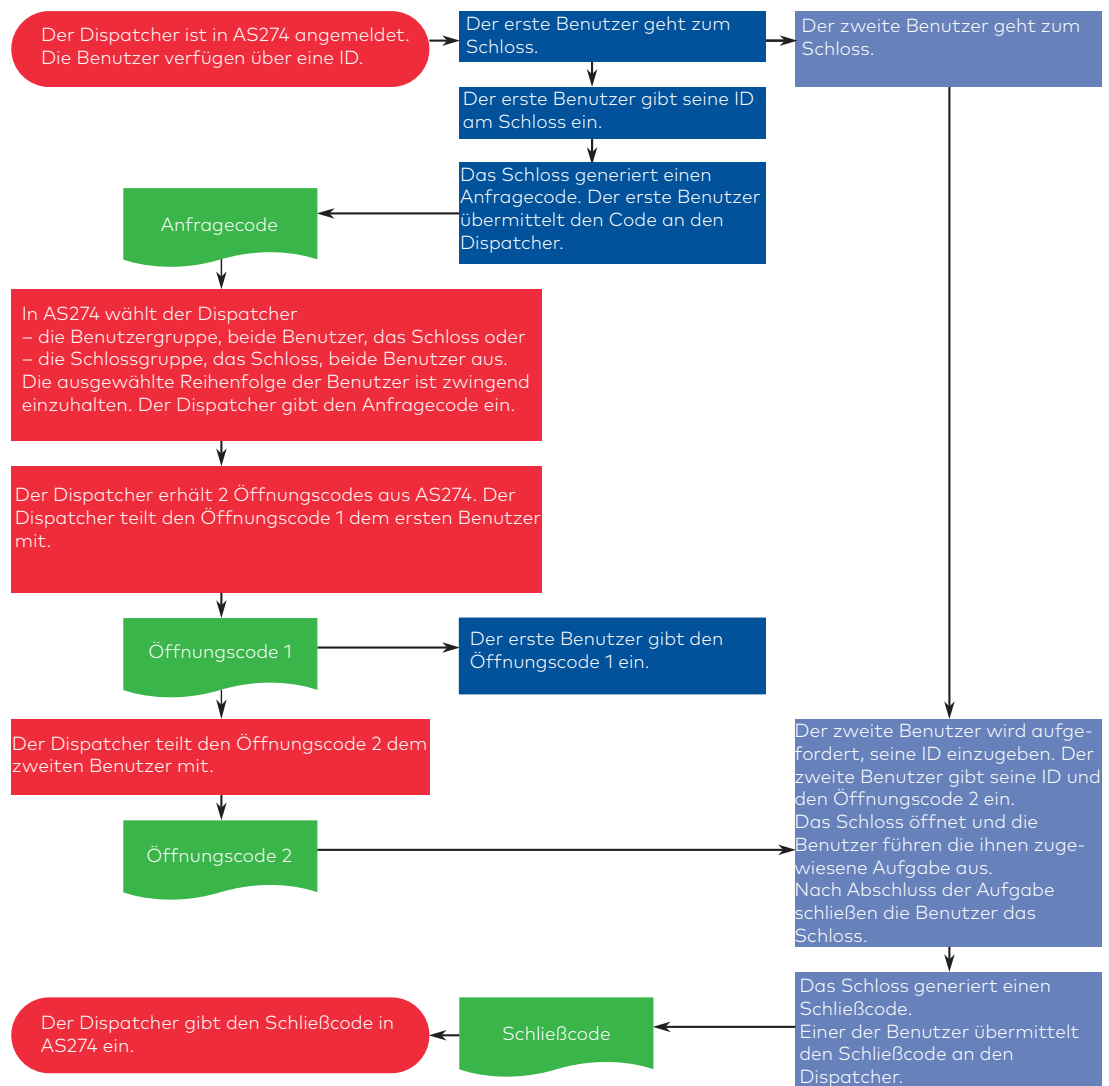 Der Dispatcher ist in AS274 angemeldet.
Die Benutzer verfügen über eine ID.
Der erste Benutzer geht zum
Schloss.
Der zweite Benutzer geht zum
Schloss.
Der erste Benutzer gibt seine ID
am Schloss ein.
Das Schloss generiert einen
Anfragecode. Der erste Benutzer
übermittelt den Code an den
Dispatcher.
Anfragecode
In AS274 wählt der Dispatcher
– die Benutzergruppe, beide Benutzer, das Schloss oder
– die Schlossgruppe, das Schloss, beide Benutzer aus.
Die ausgewählte Reihenfolge der Benutzer ist zwingend
einzuhalten. Der Dispatcher gibt den Anfragecode ein.
Der Dispatcher erhält 2 Öffnungscodes aus AS274. Der
Dispatcher teilt den Öffnungscode 1 dem ersten Benutzer
mit.
Öffnungscode 1
Der erste Benutzer gibt den
Öffnungscode 1 ein.
Der Dispatcher teilt den Öffnungscode 2 dem
zweiten Benutzer mit.
Öffnungscode 2
Der zweite Benutzer wird aufge-
fordert, seine ID einzugeben. Der
zweite Benutzer gibt seine ID und
den Öffnungscode 2 ein.
Das Schloss öffnet und die
Benutzer führen die ihnen zuge-
wiesene Aufgabe aus.
Nach Abschluss der Aufgabe
schließen die Benutzer das
Schloss.
Das Schloss generiert einen
Schließcode.
Einer der Benutzer übermittelt
den Schließcode an den
Dispatcher.
Schließcode
Der Dispatcher gibt den Schließcode in
AS274 ein.